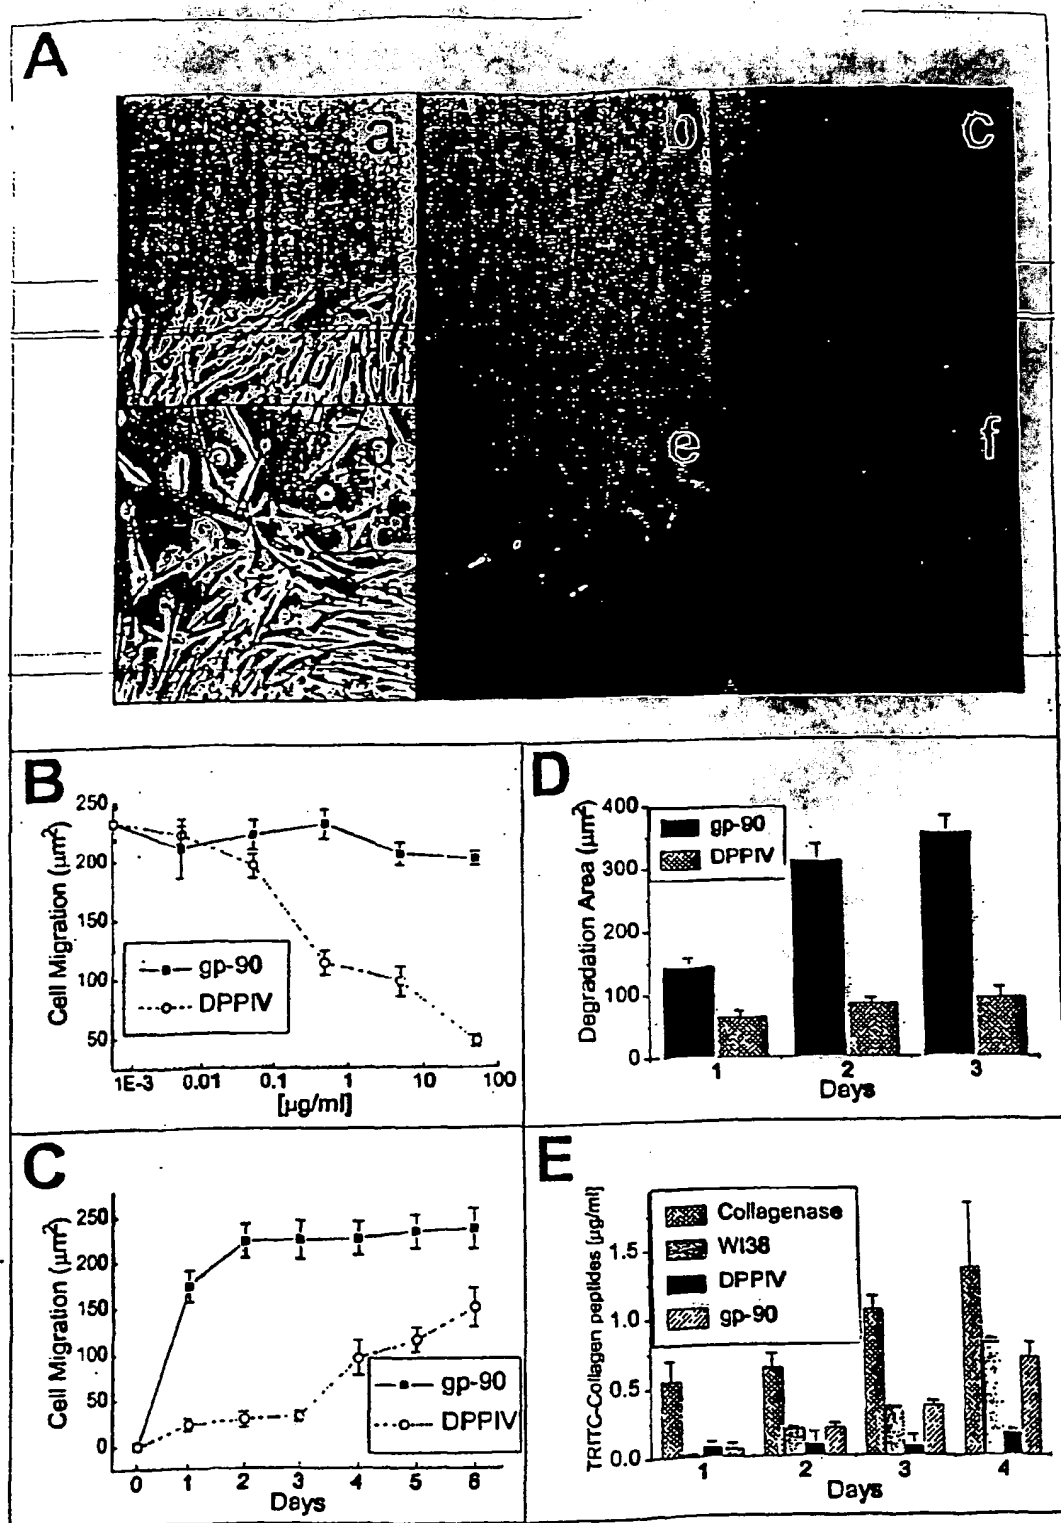 A
a
b
c
d
e
f
B
Cell Migration (µm²)
250
200
150
100
50
gp-90
DPPIV
1E-3 0.01 0.1 1 10 100
[µg/ml]
D
Degradation Area (µm²)
400
300
200
100
0
gp-90
DPPIV
1 2 3
Days
C
Cell Migration (µm²)
250
200
150
100
50
0
gp-90
DPPIV
0 1 2 3 4 5 6
Days
E
TRITC-Collagen peptides [µg/ml]
1.5
1.0
0.5
0.0
Collagenase
WI38
DPPIV
gp-90
1 2 3 4
Days